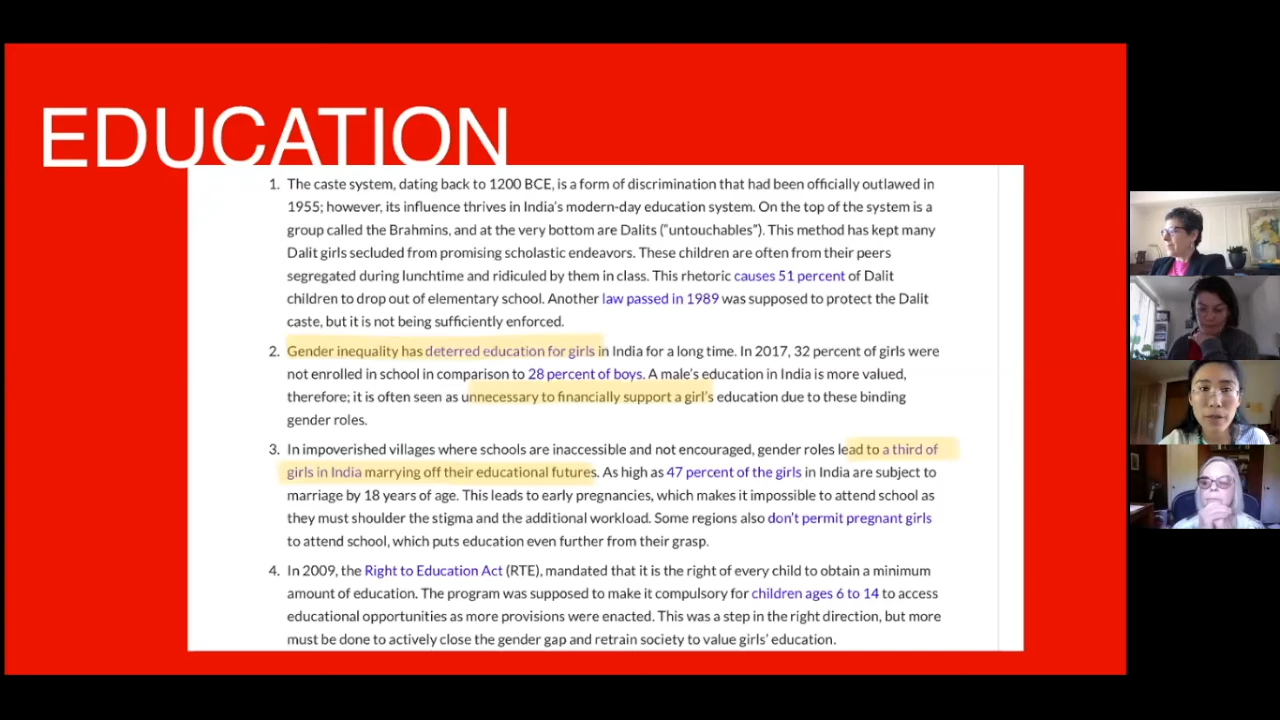 EDUCATION
1. The caste system, dating back to 1200 BCE, is a form of discrimination that had been officially outlawed in
1955; however, its influence thrives in India's modern-day education system. On the top of the system is a
group called the Brahmins, and at the very bottom are Dalits ("untouchables"). This method has kept many
Dalit girls secluded from promising scholastic endeavors. These children are often from their peers
segregated during lunchtime and ridiculed by them in class. This rhetoric causes 51 percent of Dalit
children to drop out of elementary school. Another law passed in 1989 was supposed to protect the Dalit
caste, but it is not being sufficiently enforced.
2. Gender inequality has deterred education for girls in India for a long time. In 2017, 32 percent of girls were
not enrolled in school in comparison to 28 percent of boys. A male's education in India is more valued,
therefore; it is often seen as unnecessary to financially support a girl's education due to these binding
gender roles.
3. In impoverished villages where schools are inaccessible and not encouraged, gender roles lead to a third of
girls in India marrying off their educational futures. As high as 47 percent of the girls in India are subject to
marriage by 18 years of age. This leads to early pregnancies, which makes it impossible to attend school as
they must shoulder the stigma and the additional workload. Some regions also don't permit pregnant girls
to attend school, which puts education even further from their grasp.
4. In 2009, the Right to Education Act (RTE), mandated that it is the right of every child to obtain a minimum
amount of education. The program was supposed to make it compulsory for children ages 6 to 14 to access
educational opportunities as more provisions were enacted. This was a step in the right direction, but more
must be done to actively close the gender gap and retrain society to value girls' education.